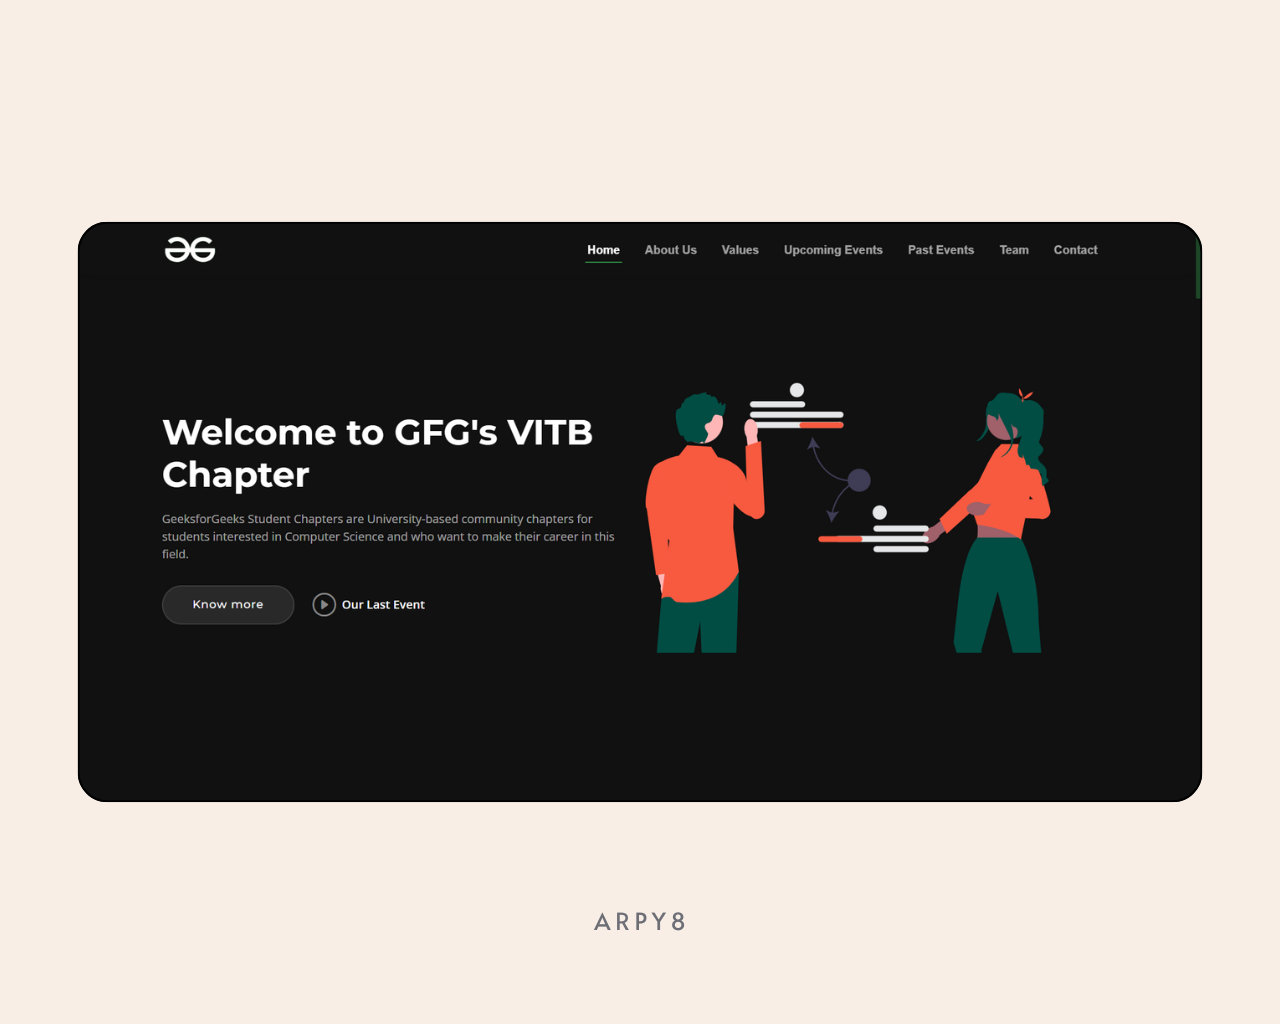 Home About Us Values Upcoming Events Past Events Team Contact
Welcome to GFG's VITB
Chapter
GeeksforGeeks Student Chapters are University-based community chapters for
students interested in Computer Science and who want to make their career in this
field.
Know more Our Last Event
ARPY8